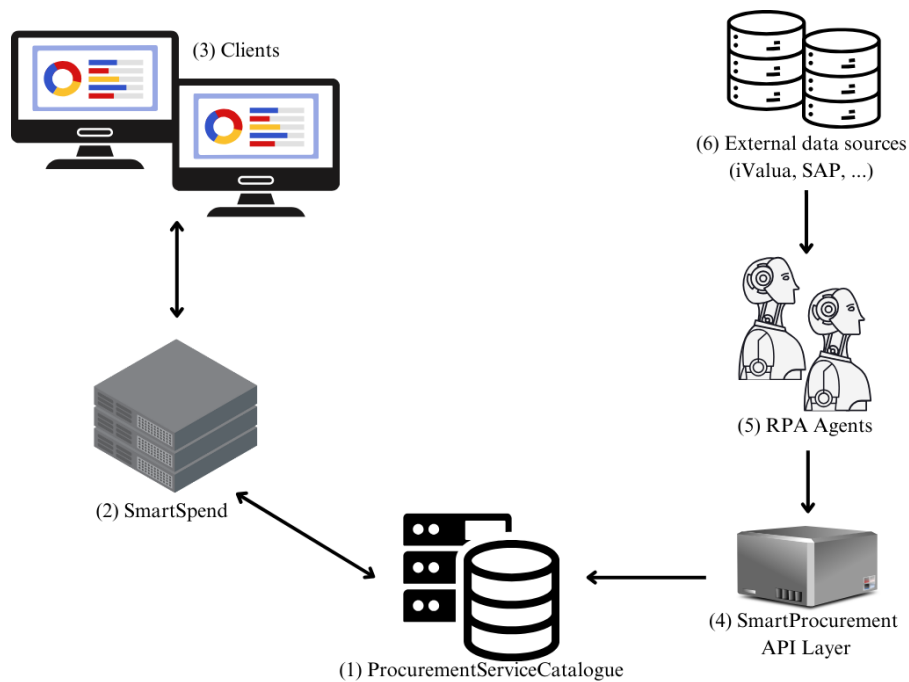 (3) Clients
(6) External data sources
(iValua, SAP, ...)
(5) RPA Agents
(2) SmartSpend
(4) SmartProcurement
API Layer
(1) ProcurementServiceCatalogue